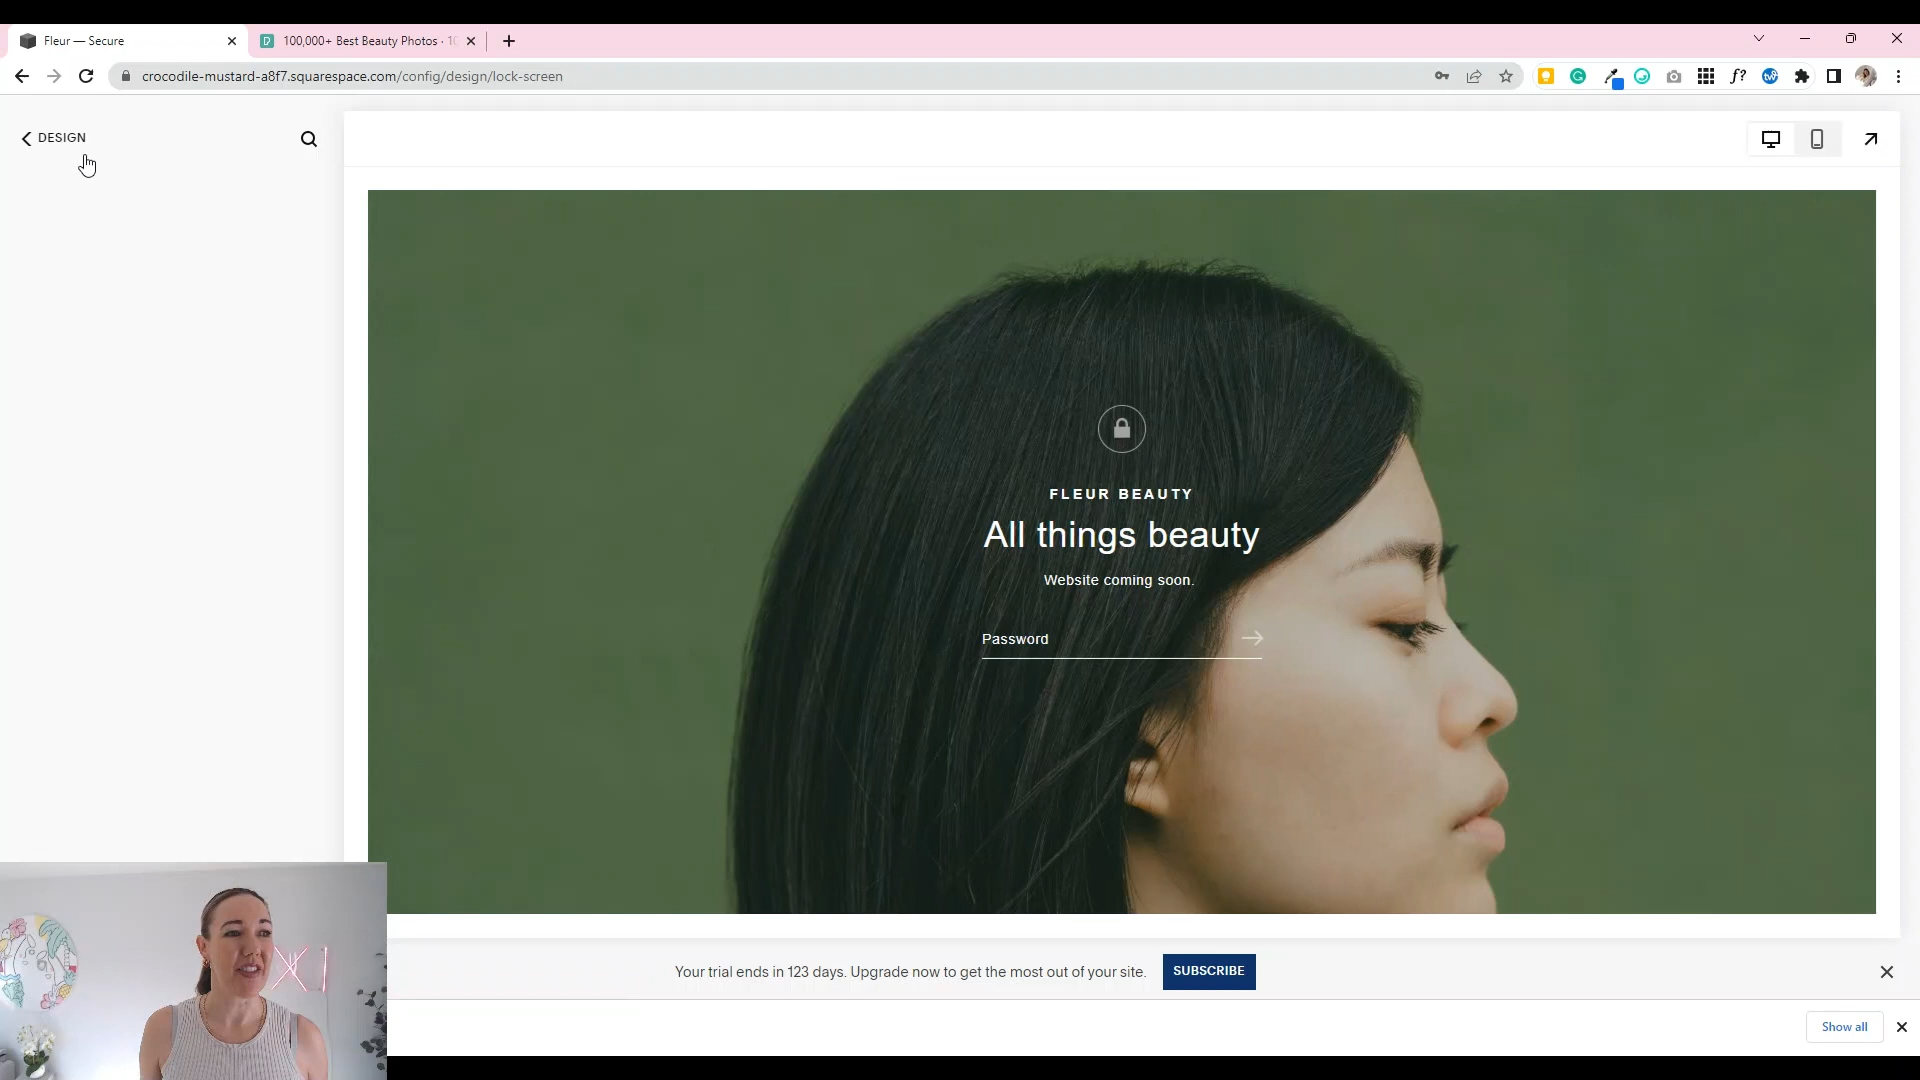 Fleur — Secure
100,000+ Best Beauty Photos · 10
crocodile-mustard-a8f7.squarespace.com/config/design/lock-screen
DESIGN
FLEUR BEAUTY
All things beauty
Website coming soon.
Password
Your trial ends in 123 days. Upgrade now to get the most out of your site.
SUBSCRIBE
Show all